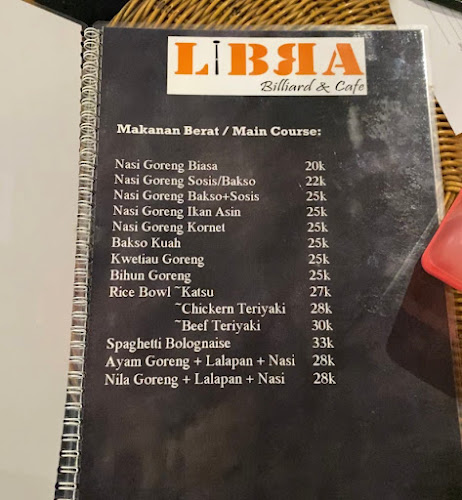 LIBRA
Billiard & Cafe
Makanan Berat / Main Course:
Nasi Goreng Biasa 20k
Nasi Goreng Sosis/Bakso 22k
Nasi Goreng Bakso+Sosis 25k
Nasi Goreng Ikan Asin 25k
Nasi Goreng Kornet 25k
Bakso Kuah 25k
Kwetiau Goreng 25k
Bihun Goreng 25k
Rice Bowl ~Katsu 27k
~Chickern Teriyaki 28k
~Beef Teriyaki 30k
Spaghetti Bolognaise 33k
Ayam Goreng + Lalapan + Nasi 28k
Nila Goreng + Lalapan + Nasi 28k